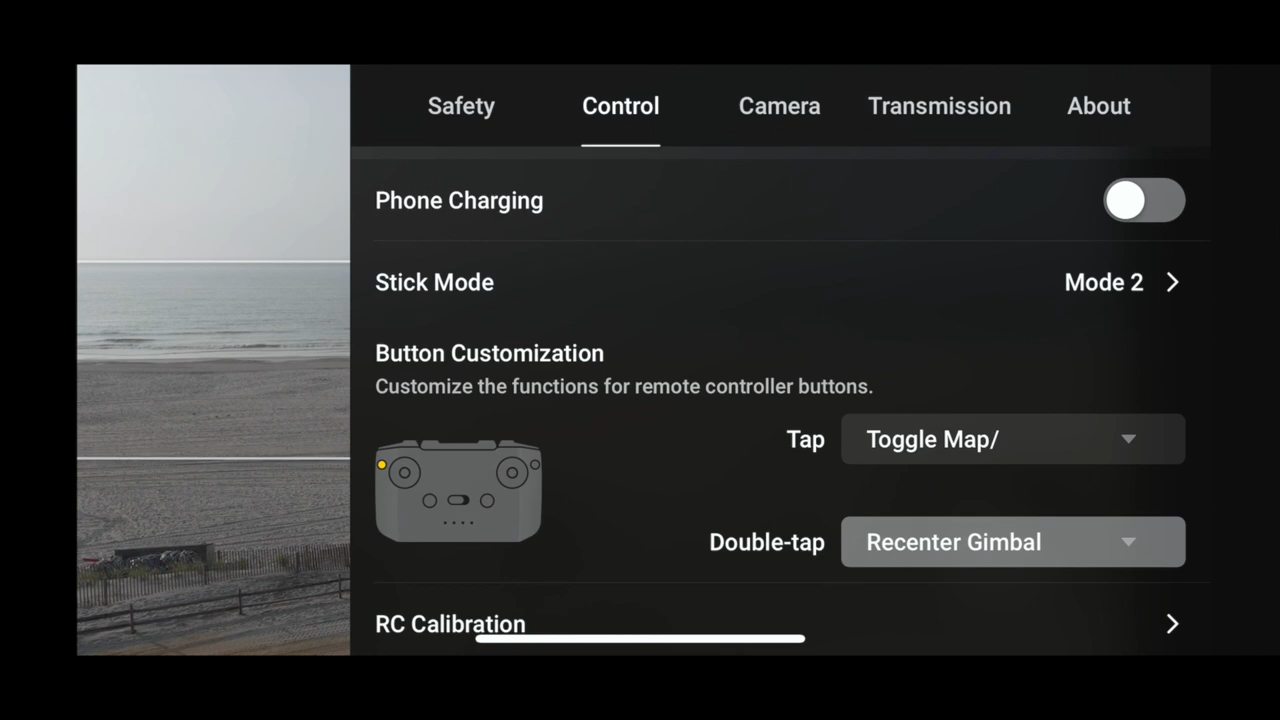 Safety Control Camera Transmission About
Phone Charging
Stick Mode Mode 2
Button Customization
Customize the functions for remote controller buttons.
Tap Toggle Map/
Double-tap Recenter Gimbal
RC Calibration